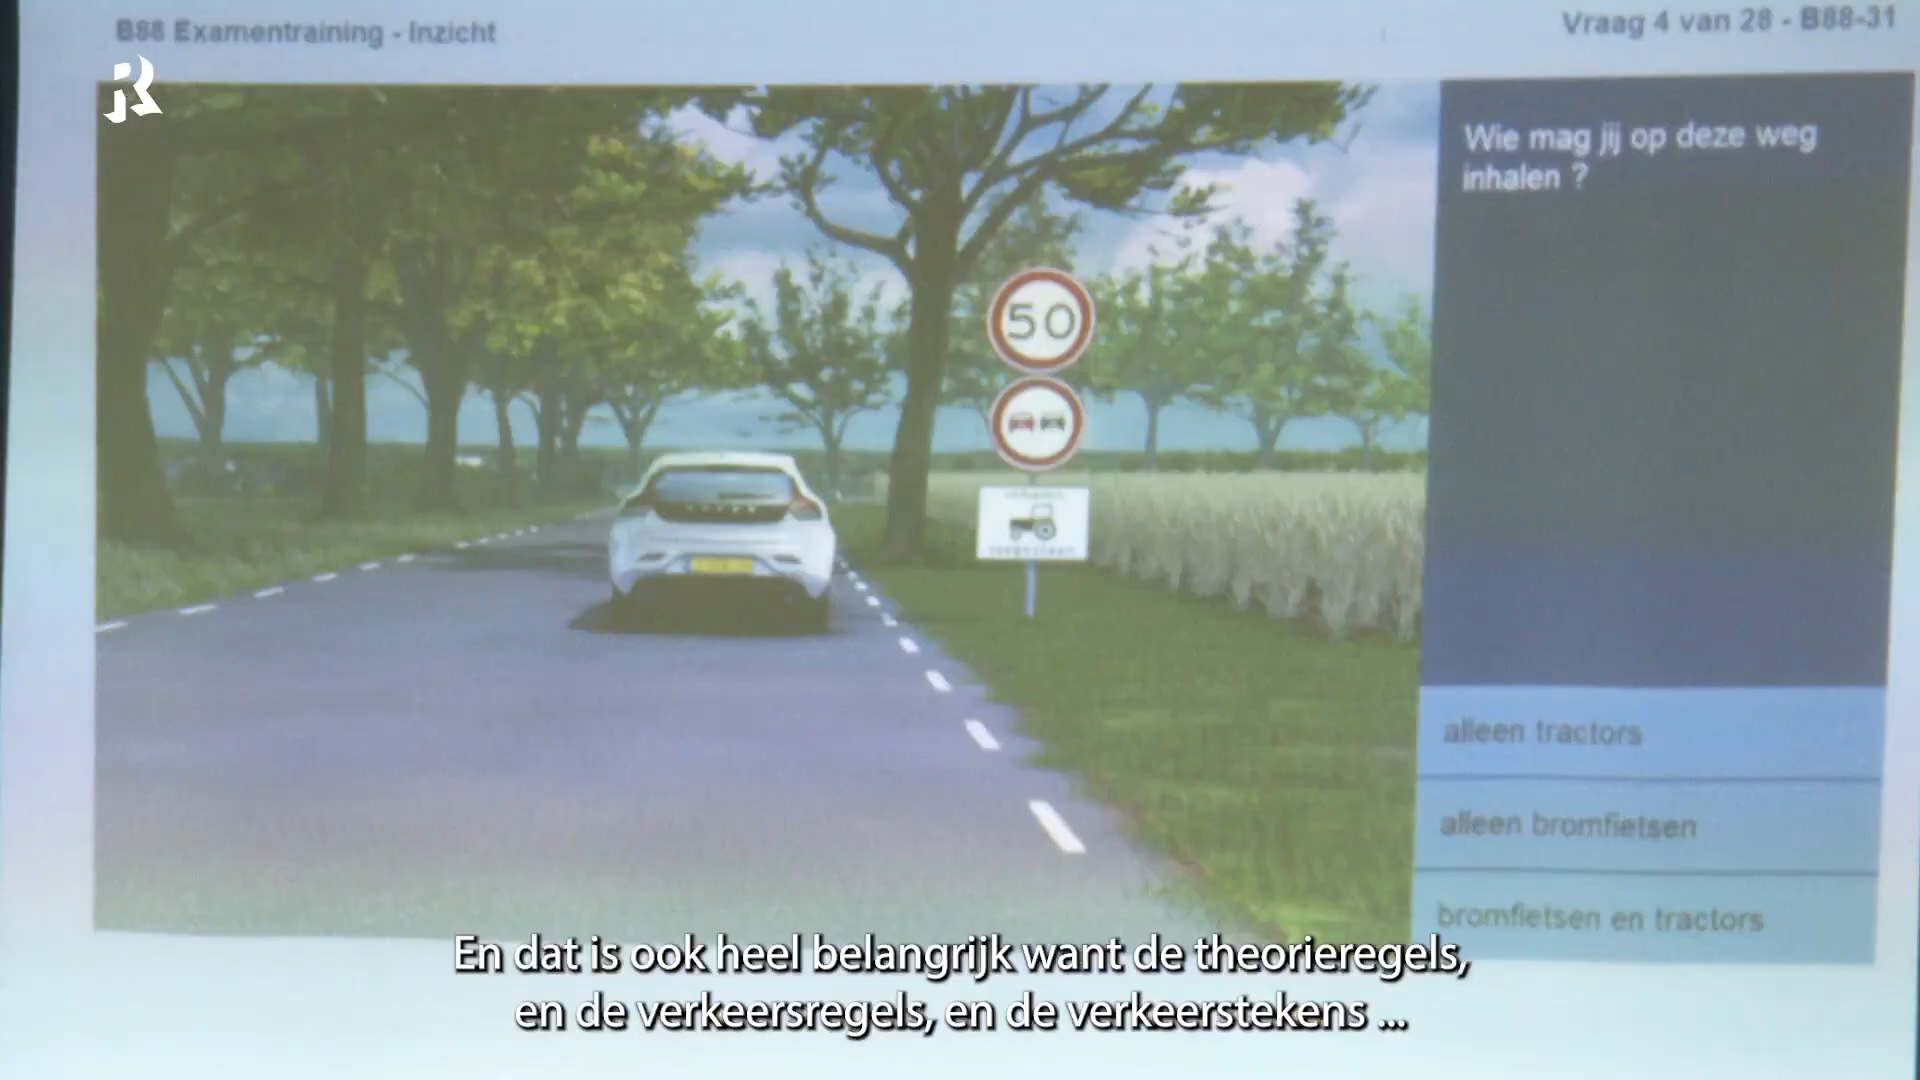 B88 Examentraining - Inzicht
Vraag 4 van 28 - B88-31
Wie mag jij op deze weg
inhalen ?
50
inhalen
toegestaan
alleen tractors
alleen bromfietsen
bromfietsen en tractors
En dat is ook heel belangrijk want de theorieregels,
en de verkeersregels, en de verkeerstekens ...